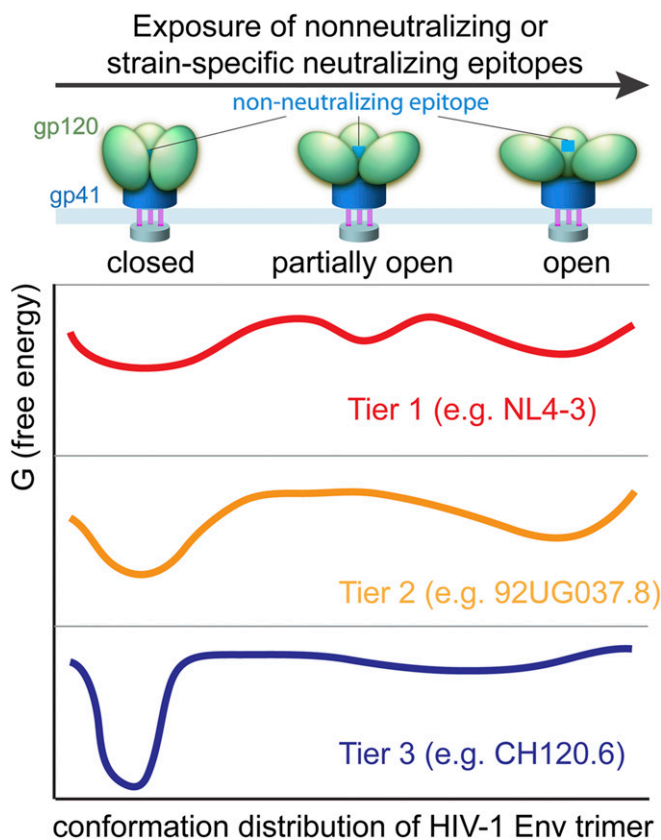 Exposure of nonneutralizing or
strain-specific neutralizing epitopes
non-neutralizing epitope
gp120
gp41
closed
partially open
open
G (free energy)
Tier 1 (e.g. NL4-3)
Tier 2 (e.g. 92UG037.8)
Tier 3 (e.g. CH120.6)
conformation distribution of HIV-1 Env trimer